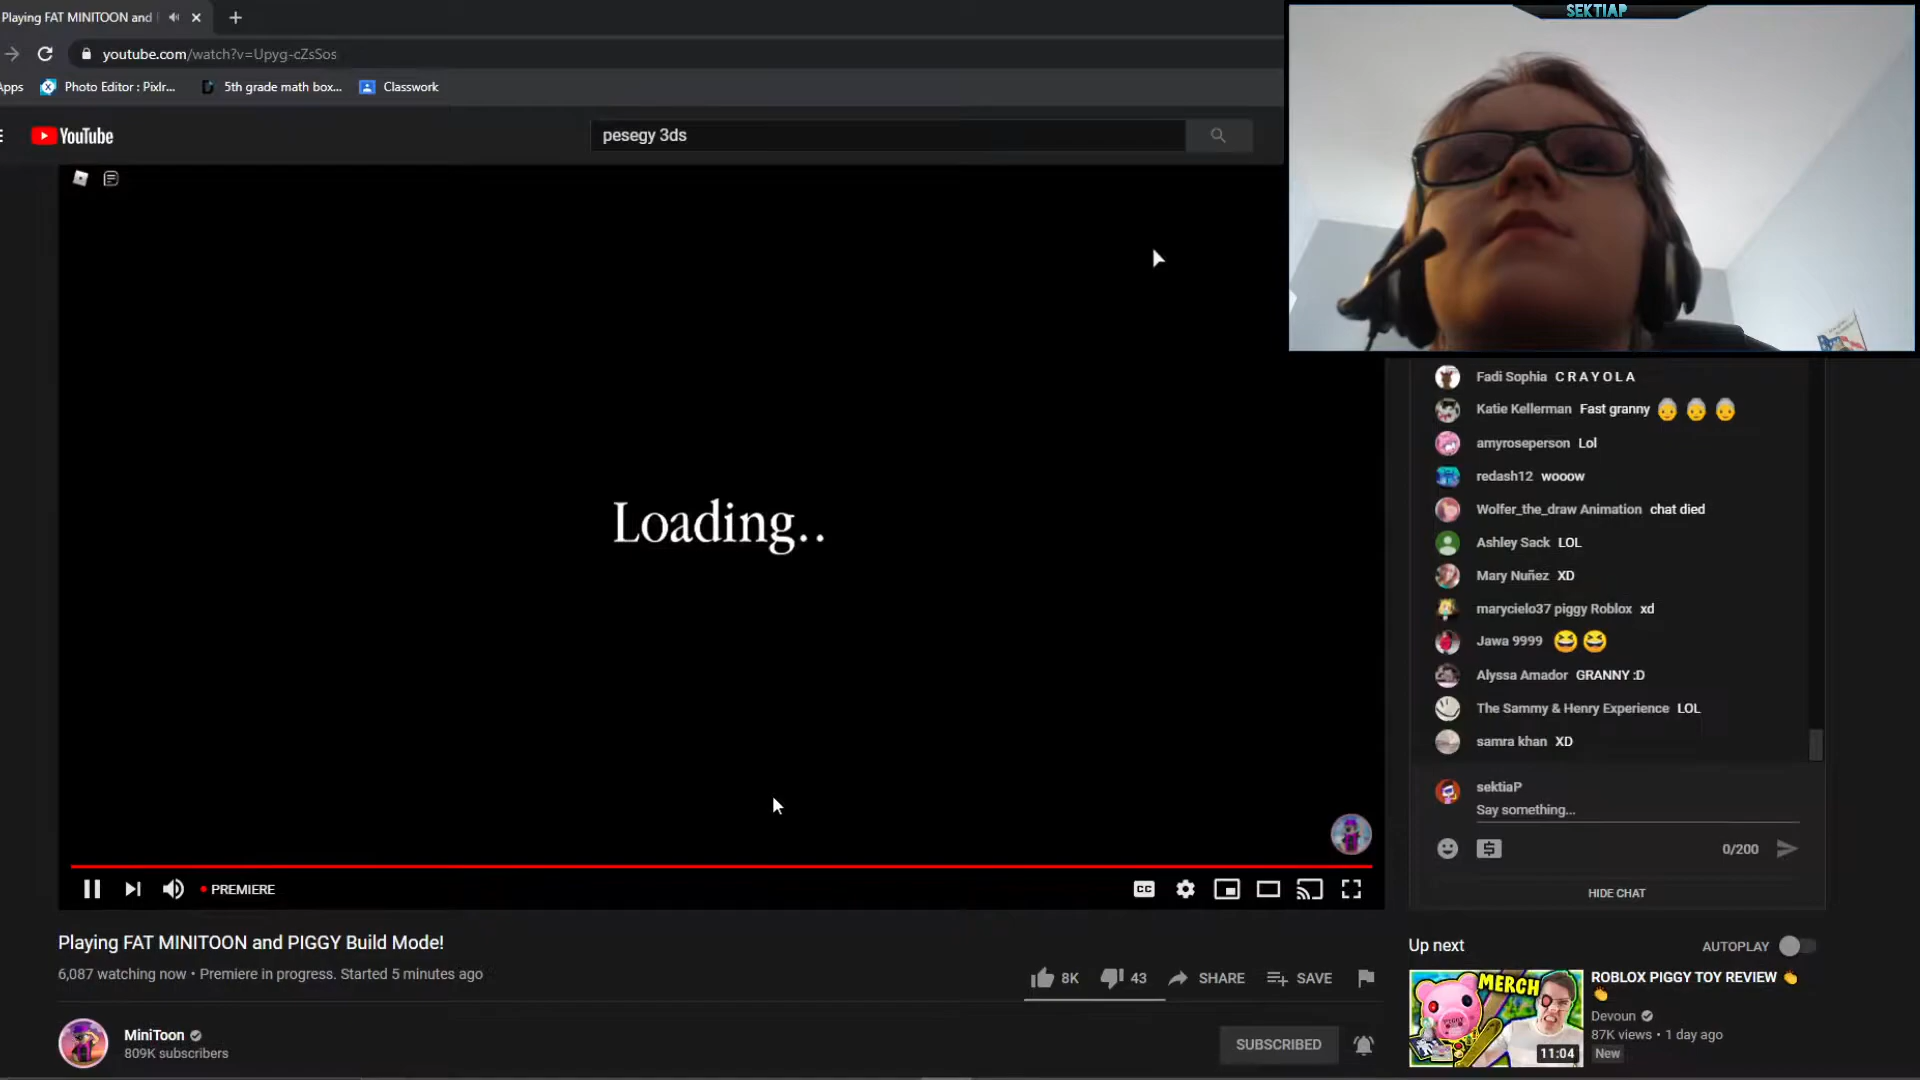 Playing FAT MINITOON and
youtube.com/watch?v=Upyg-cZsSos
Apps
Photo Editor : Pixlr...
5th grade math box...
Classwork
YouTube
pesegy 3ds
SEKTIAP
Loading..
Fadi Sophia C R A Y O L A
Katie Kellerman Fast granny
amyroseperson Lol
redash12 wooow
Wolfer_the_draw Animation chat died
Ashley Sack LOL
Mary Nuñez XD
marycielo37 piggy Roblox xd
Jawa 9999
Alyssa Amador GRANNY :D
The Sammy & Henry Experience LOL
samra khan XD
sektiaP
Say something...
0/200
HIDE CHAT
PREMIERE
CC
Playing FAT MINITOON and PIGGY Build Mode!
6,087 watching now • Premiere in progress. Started 5 minutes ago
8K
43
SHARE
SAVE
MiniToon
809K subscribers
SUBSCRIBED
Up next
AUTOPLAY
MERCH
PIGGY
11:04
ROBLOX PIGGY TOY REVIEW
Devoun
87K views • 1 day ago
New